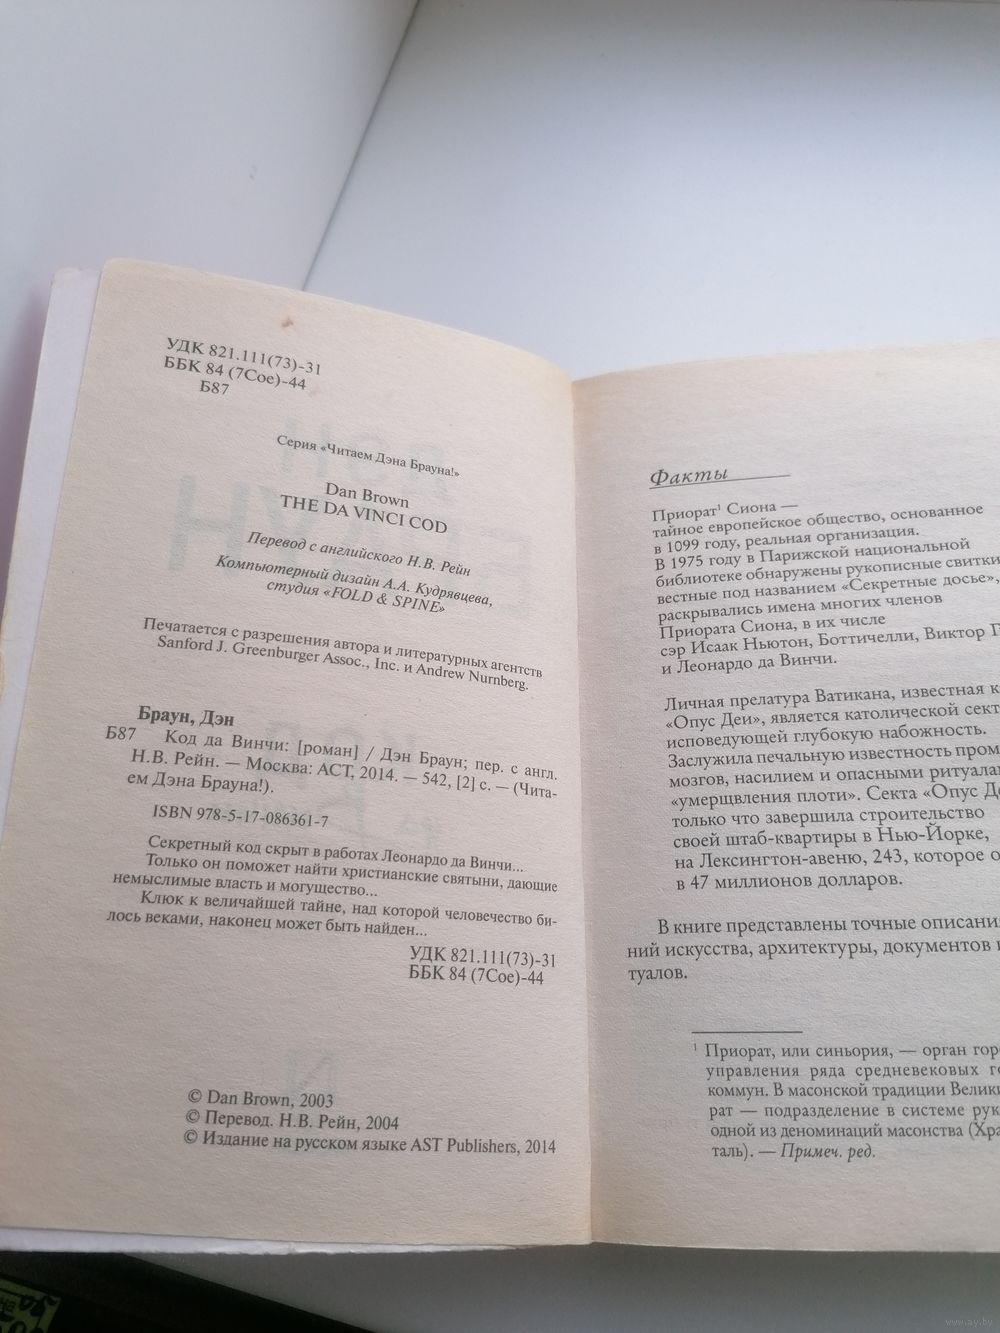 УДК 821.111(73)-31
ББК 84 (7Сое)-44
Б87
Серия «Читаем Дэна Брауна!»
Dan Brown
THE DA VINCI COD
Перевод с английского Н.В. Рейн
Компьютерный дизайн А.А. Кудрявцева,
студия «FOLD & SPINE»
Печатается с разрешения автора и литературных агентств
Sanford J. Greenburger Assoc., Inc. и Andrew Nurnberg.
Браун, Дэн
Б87 Код да Винчи: [роман] / Дэн Браун; пер. с англ.
Н.В. Рейн. — Москва: АСТ, 2014. — 542, [2] с. — (Чита-
ем Дэна Брауна!).
ISBN 978-5-17-086361-7
Секретный код скрыт в работах Леонардо да Винчи...
Только он поможет найти христианские святыни, дающие
немыслимые власть и могущество...
Клюк к величайшей тайне, над которой человечество би-
лось веками, наконец может быть найден...
УДК 821.111(73)-31
ББК 84 (7Сое)-44
© Dan Brown, 2003
© Перевод. Н.В. Рейн, 2004
© Издание на русском языке AST Publishers, 2014
Факты
Приорат¹ Сиона —
тайное европейское общество, основанное
в 1099 году, реальная организация.
В 1975 году в Парижской национальной
библиотеке обнаружены рукописные свитки
вестные под названием «Секретные досье»,
раскрывались имена многих членов
Приората Сиона, в их числе
сэр Исаак Ньютон, Боттичелли, Виктор Г
и Леонардо да Винчи.
Личная прелатура Ватикана, известная к
«Опус Деи», является католической сект
исповедующей глубокую набожность.
Заслужила печальную известность пром
мозгов, насилием и опасными ритуала
«умерщвления плоти». Секта «Опус Де
только что завершила строительство
своей штаб-квартиры в Нью-Йорке,
на Лексингтон-авеню, 243, которое о
в 47 миллионов долларов.
В книге представлены точные описани
ний искусства, архитектуры, документов и
туалов.
¹ Приорат, или синьория, — орган горо
управления ряда средневековых го
коммун. В масонской традиции Велики
рат — подразделение в системе рук
одной из деноминаций масонства (Хра
таль). — Примеч. ред.
www.ay.by